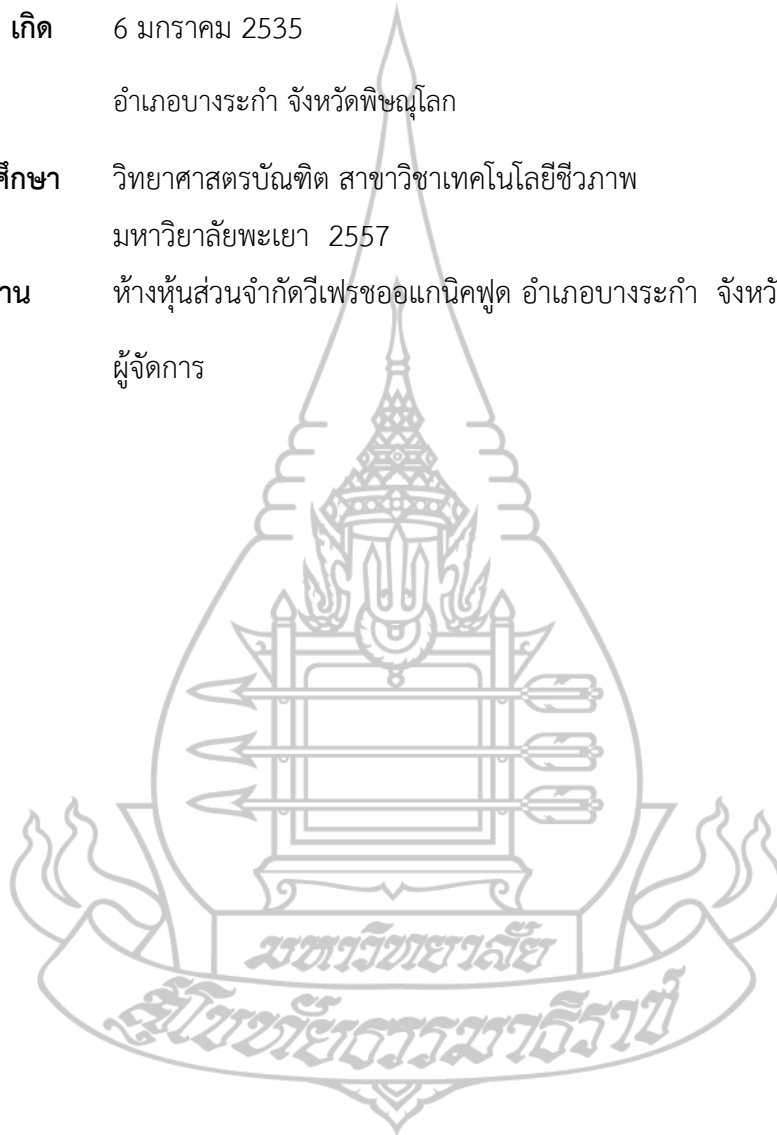 เกิด 6 มกราคม 2535
อำเภอบางระกำ จังหวัดพิษณุโลก
ศึกษา วิทยาศาสตรบัณฑิต สาขาวิชาเทคโนโลยีชีวภาพ
มหาวิยาลัยพะเยา 2557
ห้างหุ้นส่วนจำกัดวีเฟรชออแกนิคฟูด อำเภอบางระกำ
ผู้จัดการ
มหาวิทยาลัย
สุโขทัยธรรมาธิราช